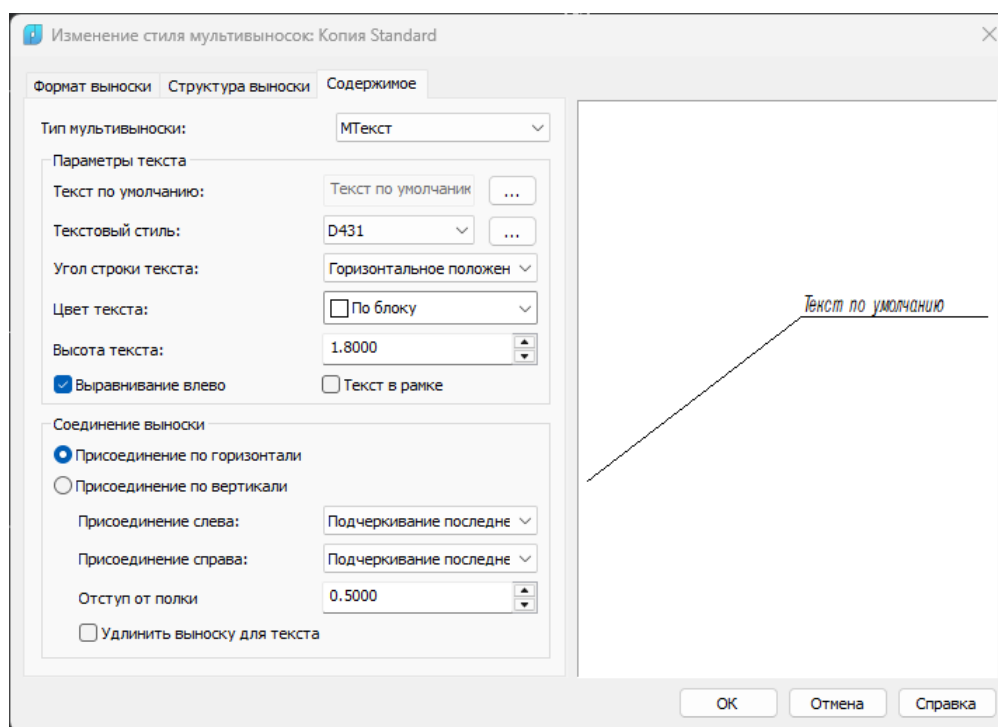 Изменение стиля мультивыносок: Копия Standard
Формат выноски Структура выноски Содержимое
Тип мультивыноски: МТекст
Параметры текста
Текст по умолчанию: Текст по умолчани ...
Текстовый стиль: D431 ...
Угол строки текста: Горизонтальное положен
Цвет текста: По блоку
Высота текста: 1.8000
Выравнивание влево Текст в рамке
Соединение выноски
Присоединение по горизонтали
Присоединение по вертикали
Присоединение слева: Подчеркивание последне
Присоединение справа: Подчеркивание последне
Отступ от полки 0.5000
Удлинить выноску для текста
Текст по умолчанию
ОК Отмена Справка